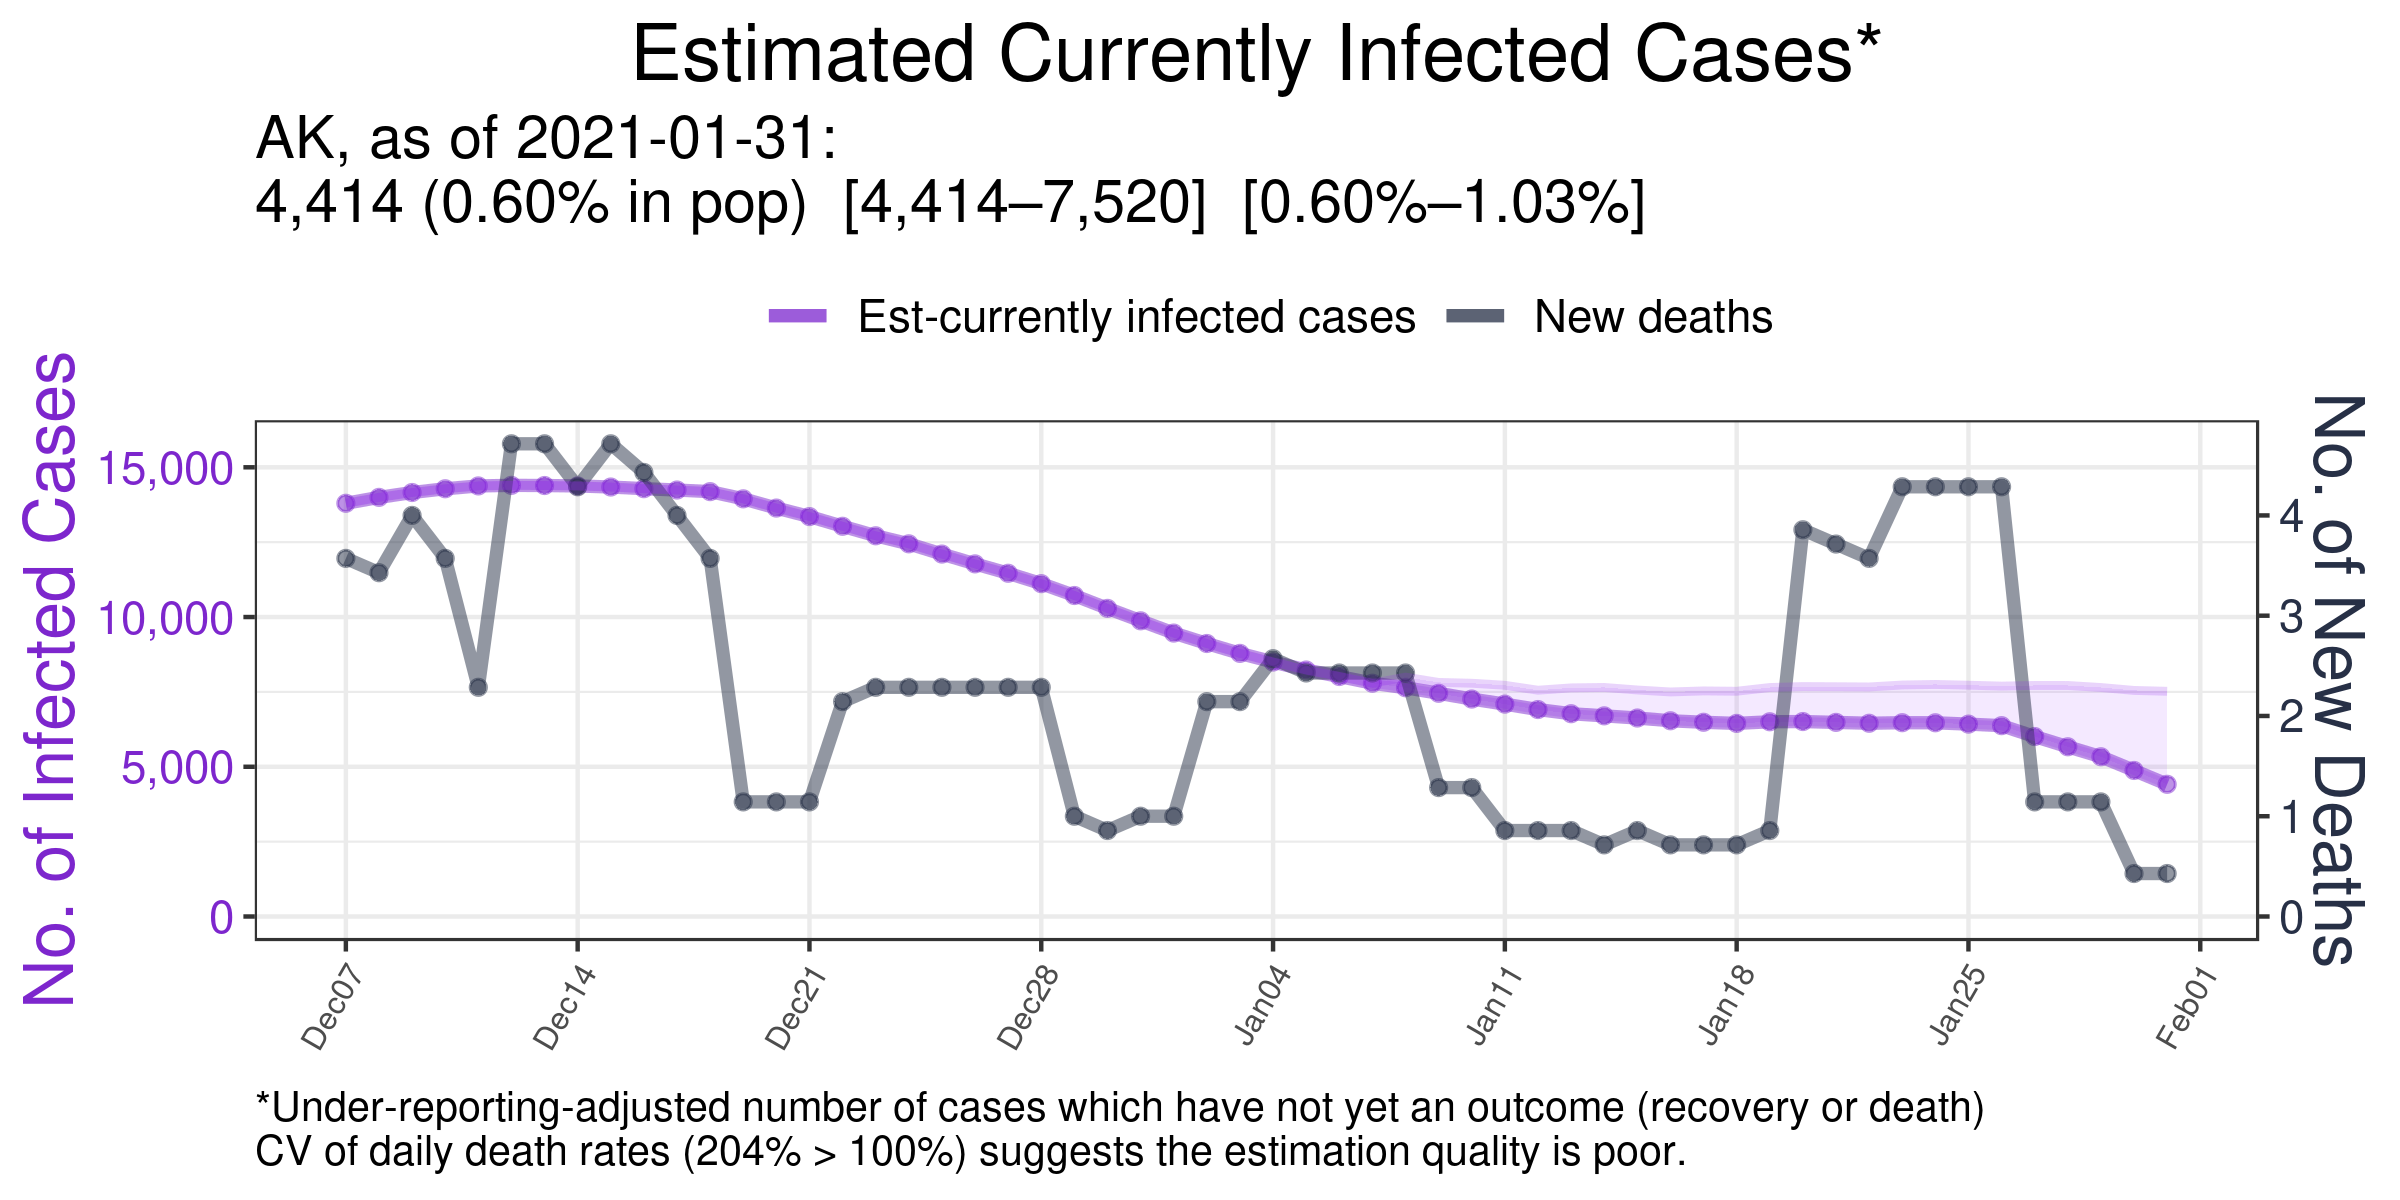 Estimated Currently Infected Cases*
AK, as of 2021-01-31:
4,414 (0.60% in pop)  [4,414–7,520]  [0.60%–1.03%]
Est-currently infected cases
New deaths
No. of Infected Cases
15,000
10,000
5,000
0
4
3
2
1
0
No. of New Deaths
Dec07
Dec14
Dec21
Dec28
Jan04
Jan11
Jan18
Jan25
Feb01
*Under-reporting-adjusted number of cases which have not yet an outcome (recovery or death)
CV of daily death rates (204% > 100%) suggests the estimation quality is poor.